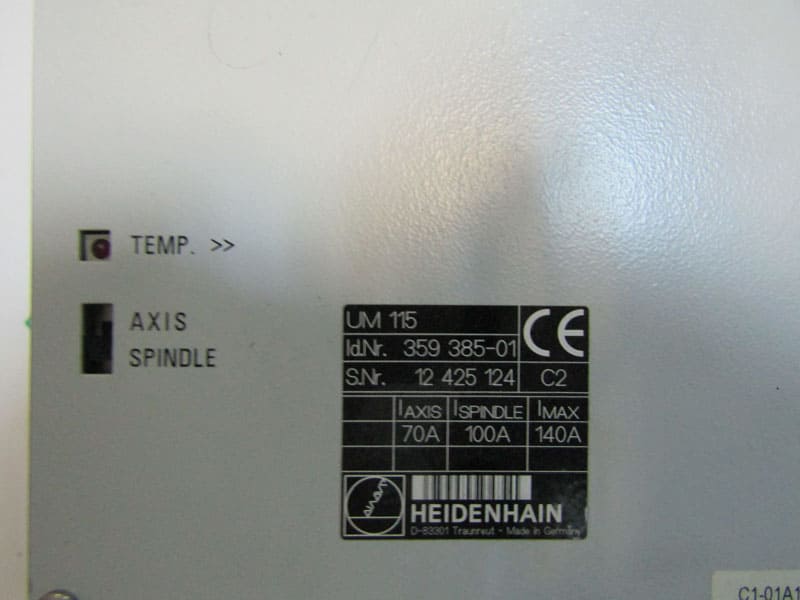 TEMP. >>
AXIS
SPINDLE
UM 115
Id.Nr. 359 385-01
CE
S.Nr. 12 425 124 C2
IAXIS ISPINDLE IMAX
70A 100A 140A
HEIDENHAIN
D-83301 Traunreut - Made in Germany
C1-01A1